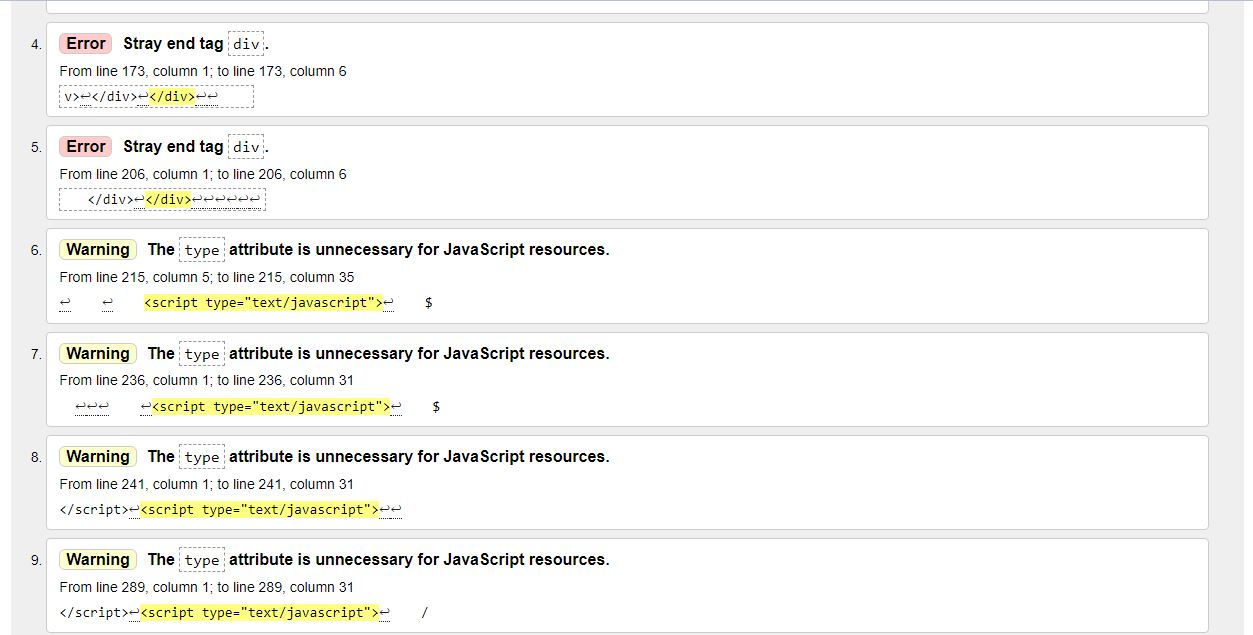 4. Error Stray end tag div.
From line 173, column 1; to line 173, column 6
v>↩</div>↩</div>↩↩
5. Error Stray end tag div.
From line 206, column 1; to line 206, column 6
</div>↩</div>↩↩↩↩↩↩
6. Warning The type attribute is unnecessary for JavaScript resources.
From line 215, column 5; to line 215, column 35
↩ ↩ <script type="text/javascript">↩ $
7. Warning The type attribute is unnecessary for JavaScript resources.
From line 236, column 1; to line 236, column 31
↩↩↩ ↩<script type="text/javascript">↩ $
8. Warning The type attribute is unnecessary for JavaScript resources.
From line 241, column 1; to line 241, column 31
</script>↩<script type="text/javascript">↩↩
9. Warning The type attribute is unnecessary for JavaScript resources.
From line 289, column 1; to line 289, column 31
</script>↩<script type="text/javascript">↩ /